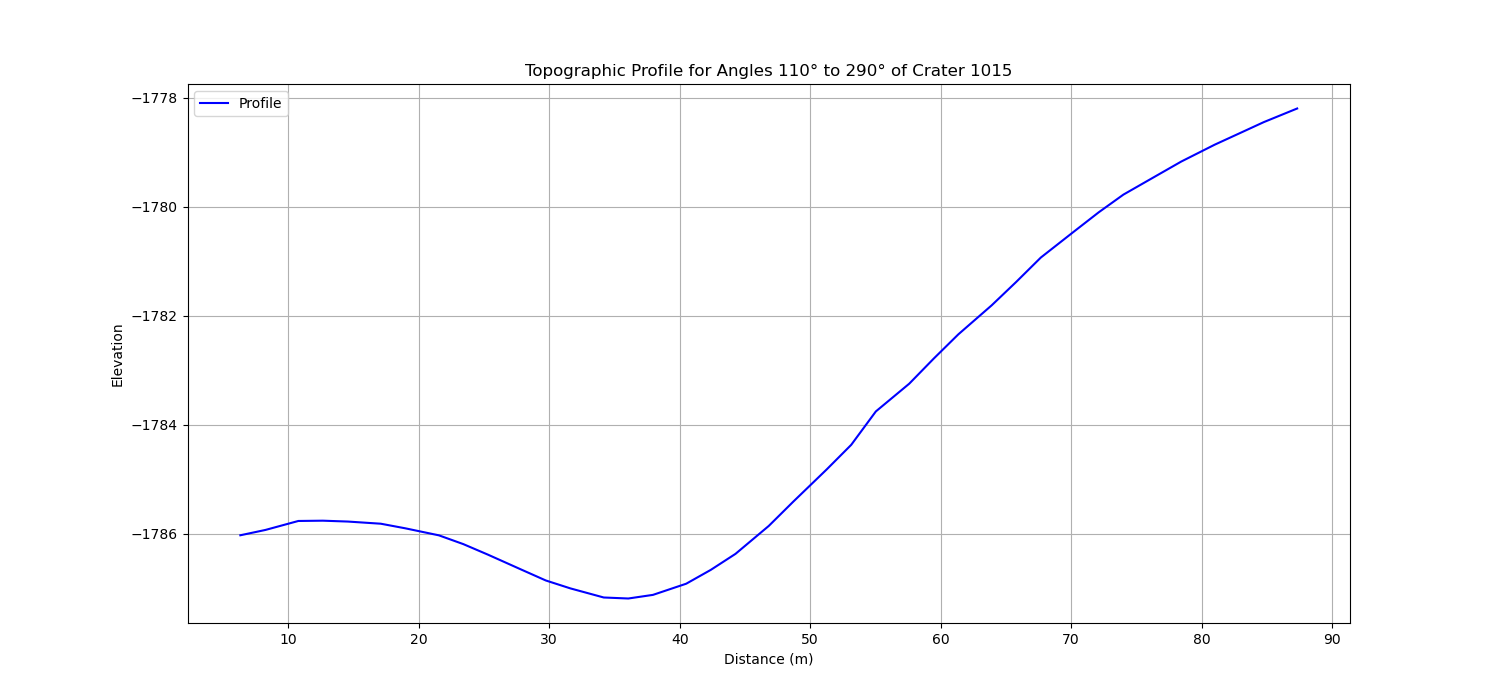 Topographic Profile for Angles 110° to 290° of Crater 1015
Profile
−1778
−1780
−1782
−1784
−1786
Elevation
10 20 30 40 50 60 70 80 90
Distance (m)